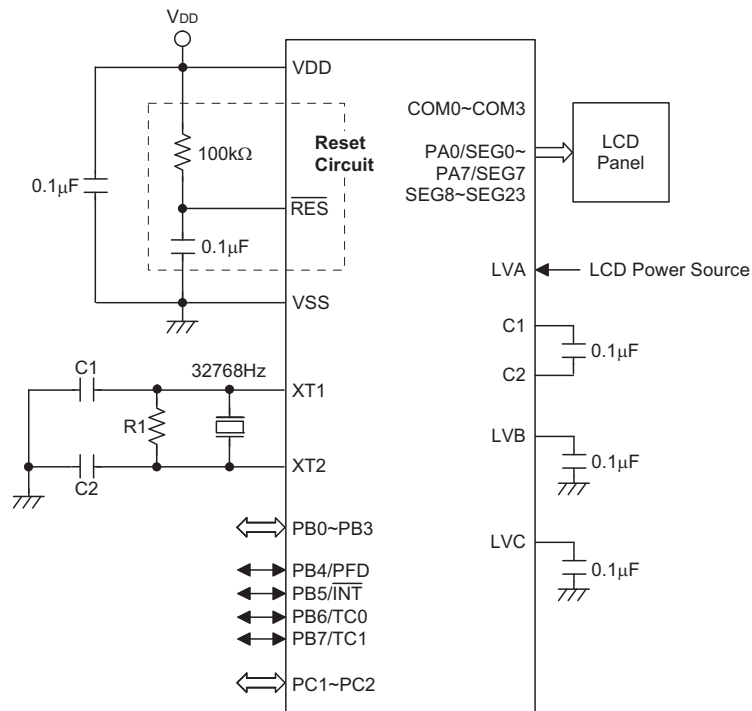 VDD
VDD
COM0~COM3
LCD
Panel
Reset
Circuit
100kΩ
PA0/SEG0~
PA7/SEG7
SEG8~SEG23
0.1μF
RES
0.1μF
LVA
LCD Power Source
VSS
C1
0.1μF
C2
C1
32768Hz
XT1
R1
XT2
C2
LVB
0.1μF
PB0~PB3
LVC
PB4/PFD
0.1μF
PB5/INT
PB6/TC0
PB7/TC1
PC1~PC2